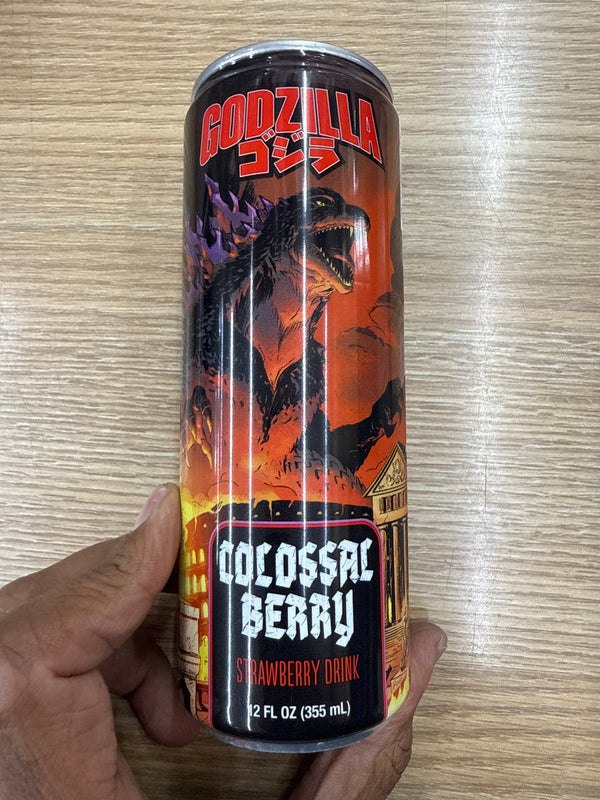 GODZILLA
ゴジラ
COLOSSAL
BERRY
STRAWBERRY DRINK
12 FL OZ (355 mL)